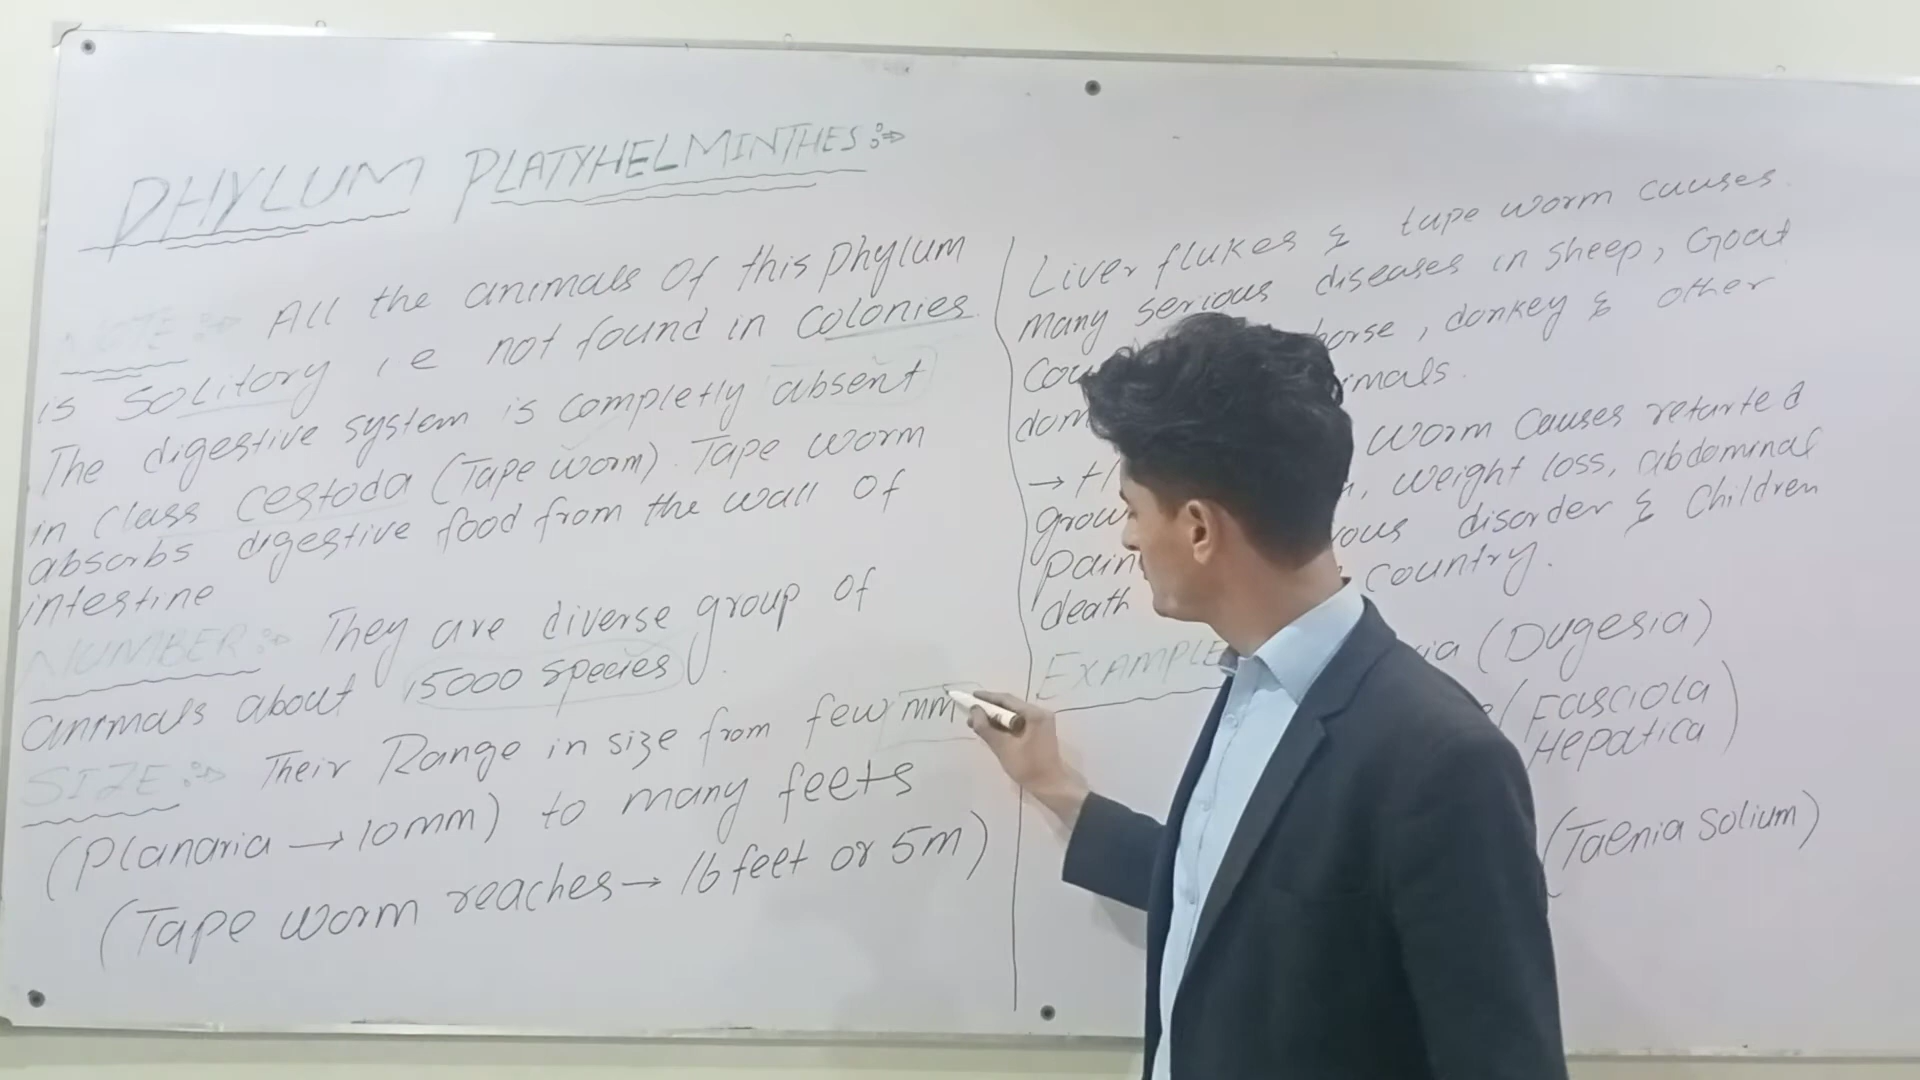 PHYLUM PLATYHELMINTHES :⇒
NOTE :⇒ All the animals Of this phylum
is Solitory i e not found in Colonies
The digestive system is completly absent
in Class Cestoda (Tape worm). Tape worm
absorbs digestive food from the wall of
intestine
NUMBER :⇒ They are diverse group of
animals about 15000 species
SIZE :⇒ Their Range in size from few mm
(Planaria → 10mm) to many feets
(Tape worm reaches → 16 feet or 5m)
Liver flukes & tape worm causes
Many serious diseases in Sheep, Goat
horse, donkey & other
→ worm Causes retarted
weight loss, abdominal
disorder & Children
death Country.
EXAMPLE (Dugesia)
(Fasciola
Hepatica)
(Taenia Solium)